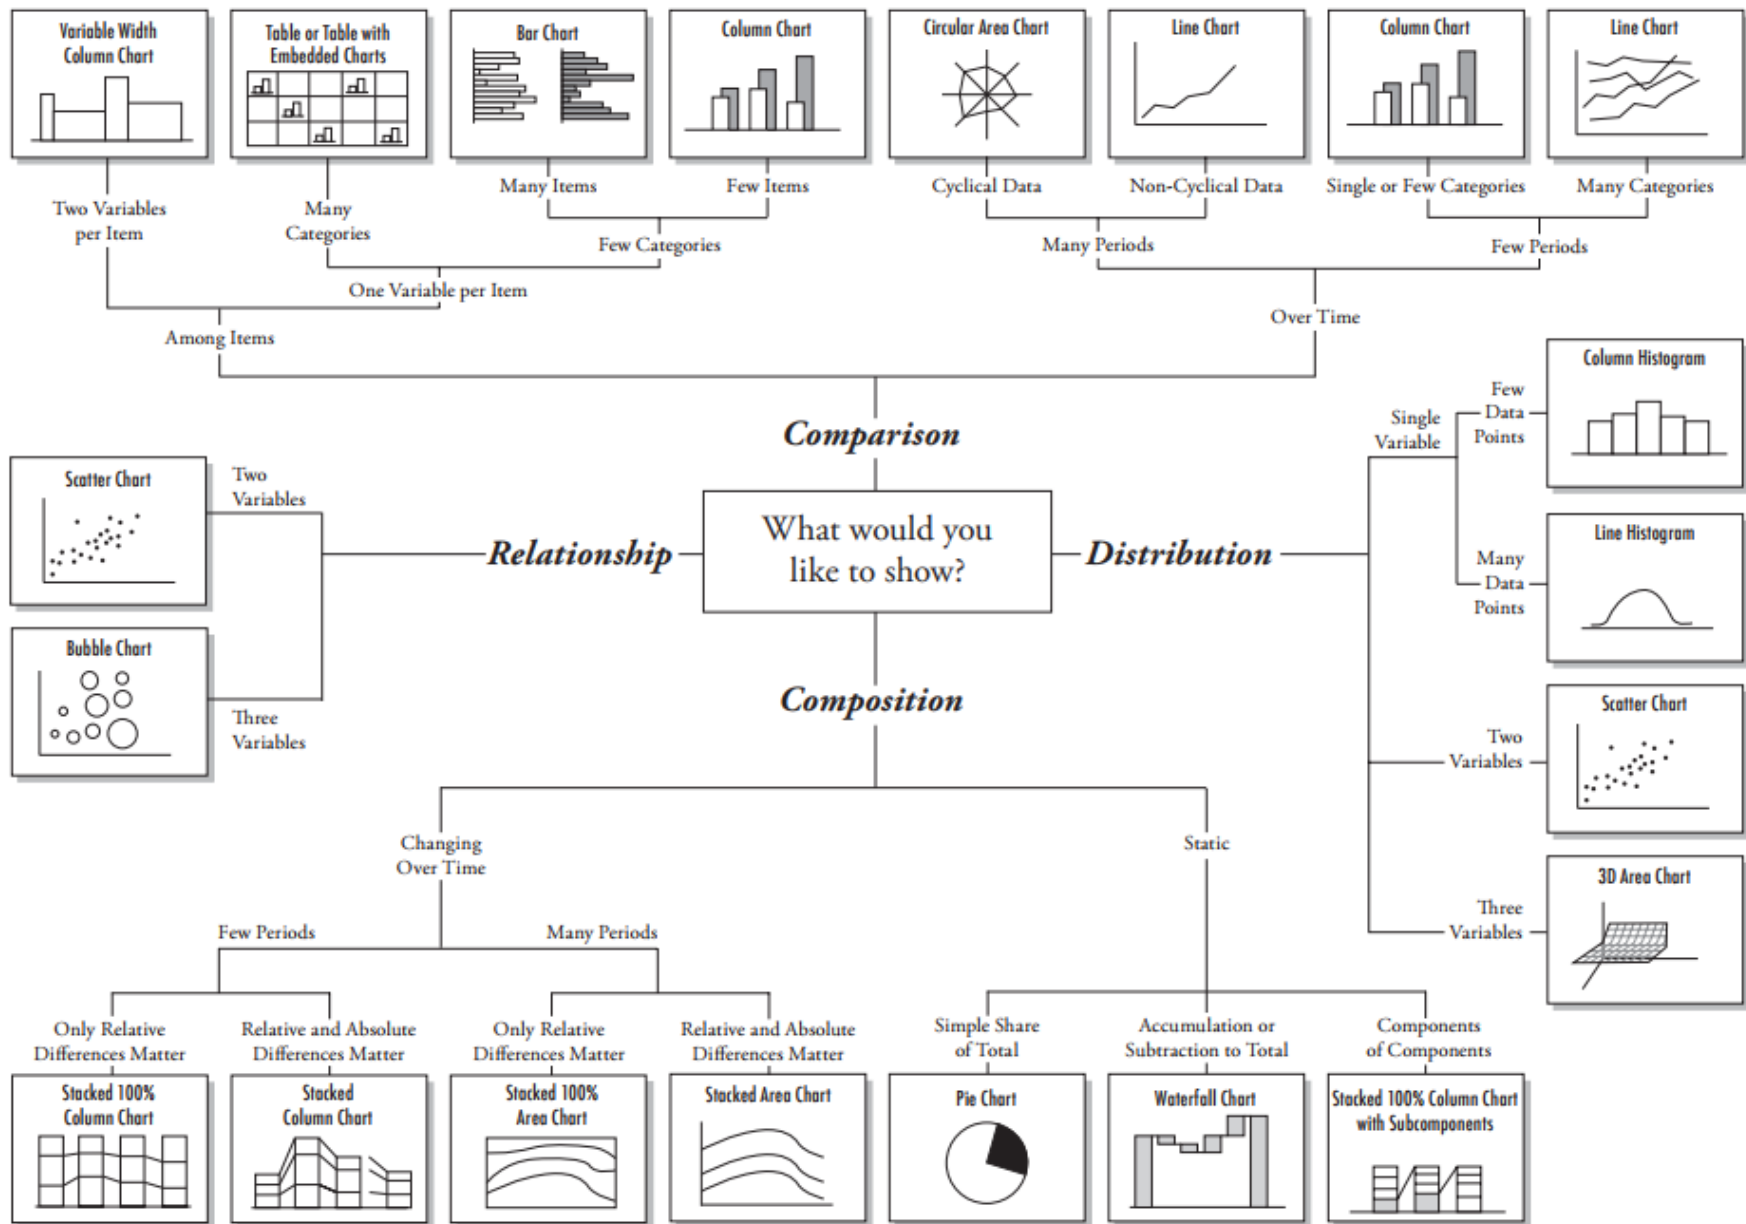 Variable Width
Column Chart
Table or Table with
Embedded Charts
Bar Chart
Column Chart
Circular Area Chart
Line Chart
Column Chart
Line Chart
Two Variables
per Item
Many
Categories
Many Items
Few Items
Cyclical Data
Non-Cyclical Data
Single or Few Categories
Many Categories
Few Categories
Many Periods
Few Periods
One Variable per Item
Among Items
Over Time
Comparison
What would you
like to show?
Relationship
Two
Variables
Scatter Chart
Three
Variables
Bubble Chart
Distribution
Single
Variable
Few
Data
Points
Column Histogram
Many
Data
Points
Line Histogram
Two
Variables
Scatter Chart
Three
Variables
3D Area Chart
Composition
Changing
Over Time
Static
Few Periods
Many Periods
Only Relative
Differences Matter
Relative and Absolute
Differences Matter
Only Relative
Differences Matter
Relative and Absolute
Differences Matter
Simple Share
of Total
Accumulation or
Subtraction to Total
Components
of Components
Stacked 100%
Column Chart
Stacked
Column Chart
Stacked 100%
Area Chart
Stacked Area Chart
Pie Chart
Waterfall Chart
Stacked 100% Column Chart
with Subcomponents